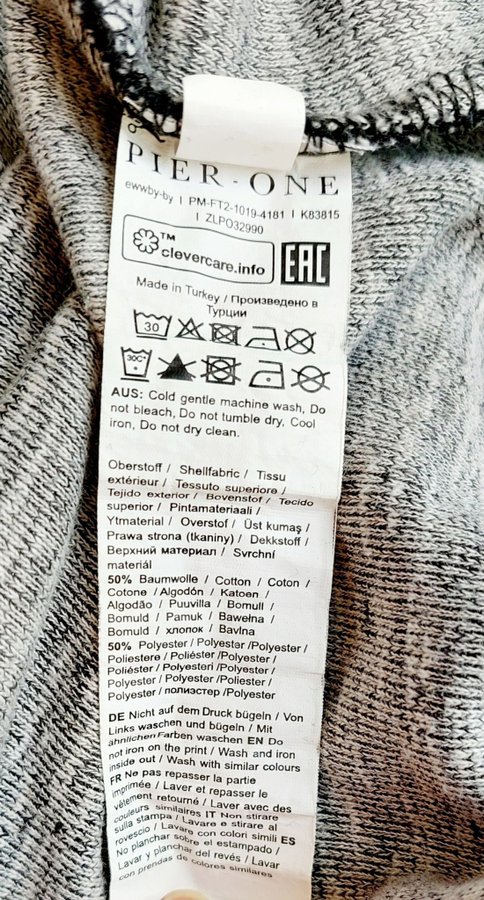 PIER-ONE
ewwby-by | PM-FT2-1019-4181 | K83815
| ZLPO32990
TM
clevercare.info
EAC
Made in Turkey / Произведено в
Турции
30
30C°
AUS: Cold gentle machine wash, Do
not bleach, Do not tumble dry, Cool
iron, Do not dry clean.
Oberstoff / Shellfabric / Tissu
extérieur / Tessuto superiore /
Tejido exterior / Bovenstof / Tecido
superior / Pintamateriaali /
Ytmaterial / Overstof / Üst kumaş /
Prawa strona (tkaniny) / Dekkstoff /
Верхний материал / Svrchní
materiál
50% Baumwolle / Cotton / Coton /
Cotone / Algodón / Katoen /
Algodão / Puuvilla / Bomull /
Bomuld / Pamuk / Bawełna /
Bomuld / хлопок / Bavlna
50% Polyester / Polyester /Polyester /
Poliestere / Poliéster /Polyester /
Poliéster / Polyesteri /Polyester /
Polyester /Polyester / Poliester /
Polyester / полиэстер /Polyester
DE Nicht auf dem Druck bügeln / Von
Links waschen und bügeln / Mit
ähnlichen Farben waschen EN Do
not iron on the print / Wash and iron
inside out / Wash with similar colours
FR Ne pas repasser la partie
imprimée / Laver et repasser le
vêtement retourné / Laver avec des
couleurs similaires IT Non stirare
sulla stampa / Lavare e stirare al
rovescio / Lavare con colori simili ES
No planchar sobre el estampado /
Lavar y planchar del revés / Lavar
con prendas de colores similares